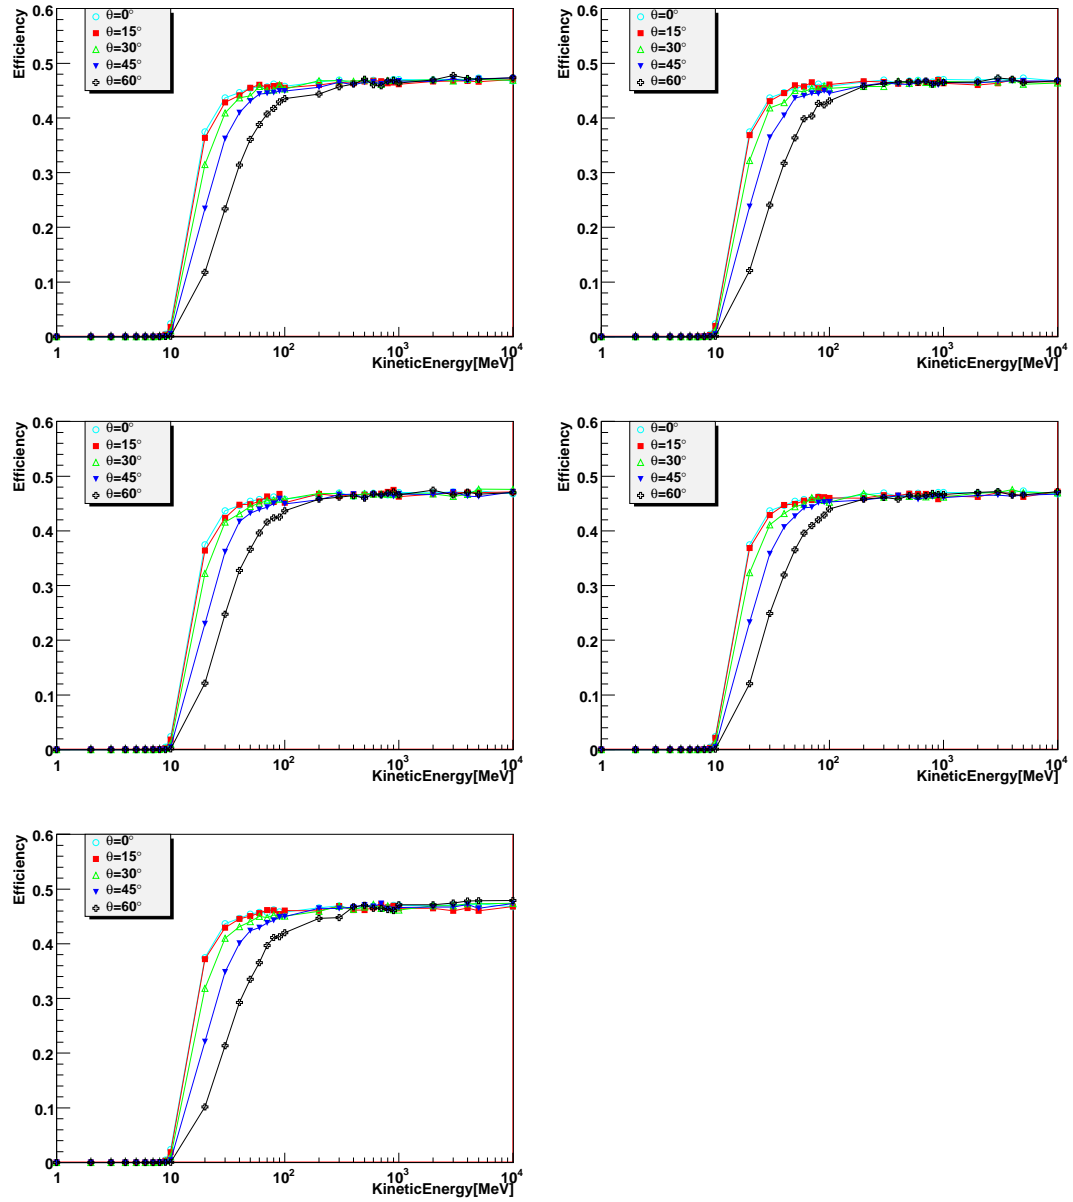 Efficiency
0.6
0.5
0.4
0.3
0.2
0.1
0
θ=0°
θ=15°
θ=30°
θ=45°
θ=60°
1 10 10² 10³ 10⁴
KineticEnergy[MeV]
Efficiency
0.6
0.5
0.4
0.3
0.2
0.1
0
θ=0°
θ=15°
θ=30°
θ=45°
θ=60°
1 10 10² 10³ 10⁴
KineticEnergy[MeV]
Efficiency
0.6
0.5
0.4
0.3
0.2
0.1
0
θ=0°
θ=15°
θ=30°
θ=45°
θ=60°
1 10 10² 10³ 10⁴
KineticEnergy[MeV]
Efficiency
0.6
0.5
0.4
0.3
0.2
0.1
0
θ=0°
θ=15°
θ=30°
θ=45°
θ=60°
1 10 10² 10³ 10⁴
KineticEnergy[MeV]
Efficiency
0.6
0.5
0.4
0.3
0.2
0.1
0
θ=0°
θ=15°
θ=30°
θ=45°
θ=60°
1 10 10² 10³ 10⁴
KineticEnergy[MeV]